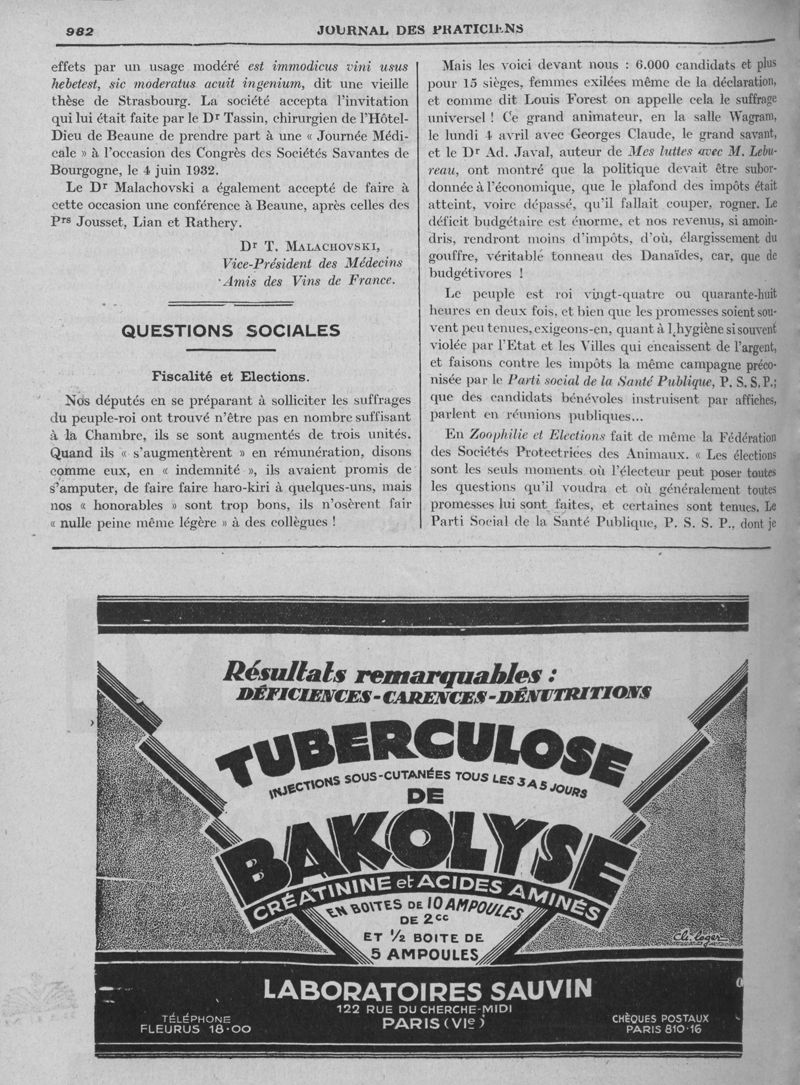 982
JOURNAL DES PRATICIENS
effets par un usage modéré est immodicus vini usus
hebetest, sic moderatus acuit ingenium, dit une vieille
thèse de Strasbourg. La société accepta l'invitation
qui lui était faite par le Dr Tassin, chirurgien de l'Hôtel-
Dieu de Beaune de prendre part à une « Journée Médi-
cale » à l'occasion des Congrès des Sociétés Savantes de
Bourgogne, le 4 juin 1932.
Le Dr Malachovski a également accepté de faire à
cette occasion une conférence à Beaune, après celles des
Prs Jousset, Lian et Rathery.
Dr T. MALACHOVSKI,
Vice-Président des Médecins
Amis des Vins de France.
QUESTIONS SOCIALES
Fiscalité et Elections.
Nos députés en se préparant à solliciter les suffrages
du peuple-roi ont trouvé n'être pas en nombre suffisant
à la Chambre, ils se sont augmentés de trois unités.
Quand ils « s'augmentèrent » en rémunération, disons
comme eux, en « indemnité », ils avaient promis de
s'amputer, de faire faire haro-kiri à quelques-uns, mais
nos « honorables » sont trop bons, ils n'osèrent fair
« nulle peine même légère » à des collègues !
Mais les voici devant nous : 6.000 candidats et plus
pour 15 sièges, femmes exilées même de la déclaration,
et comme dit Louis Forest on appelle cela le suffrage
universel ! Ce grand animateur, en la salle Wagram,
le lundi 4 avril avec Georges Claude, le grand savant,
et le Dr Ad. Javal, auteur de Mes luttes avec M. Lebu-
reau, ont montré que la politique devait être subor-
donnée à l'économique, que le plafond des impôts était
atteint, voire dépassé, qu'il fallait couper, rogner. Le
déficit budgétaire est énorme, et nos revenus, si amoin-
dris, rendront moins d'impôts, d'où, élargissement du
gouffre, véritable tonneau des Danaïdes, car, que de
budgétivores !
Le peuple est roi vingt-quatre ou quarante-huit
heures en deux fois, et bien que les promesses soient sou-
vent peu tenues, exigeons-en, quant à l'hygiène si souvent
violée par l'Etat et les Villes qui encaissent de l'argent,
et faisons contre les impôts la même campagne préco-
nisée par le Parti social de la Santé Publique, P. S. S. P.;
que des candidats bénévoles instruisent par affiches,
parlent en réunions publiques...
En Zoophilie et Elections fait de même la Fédération
des Sociétés Protectrices des Animaux. « Les élections
sont les seuls moments où l'électeur peut poser toutes
les questions qu'il voudra et où généralement toutes
promesses lui sont faites, et certaines sont tenues. Le
Parti Social de la Santé Publique, P. S. S. P., dont je
Résultats remarquables :
DÉFICIENCES-CARENCES-DÉNUTRITIONS
TUBERCULOSE
INJECTIONS SOUS-CUTANÉES TOUS LES 3 A 5 JOURS
DE
BAKOLYSE
CRÉATININE et ACIDES AMINÉS
EN BOITES DE 10 AMPOULES
DE 2cc
ET 1/2 BOITE DE
5 AMPOULES
Ch. Loger
LABORATOIRES SAUVIN
122 RUE DU CHERCHE-MIDI
PARIS (VIe)
TÉLÉPHONE
FLEURUS 18-00
CHÈQUES POSTAUX
PARIS 810-16